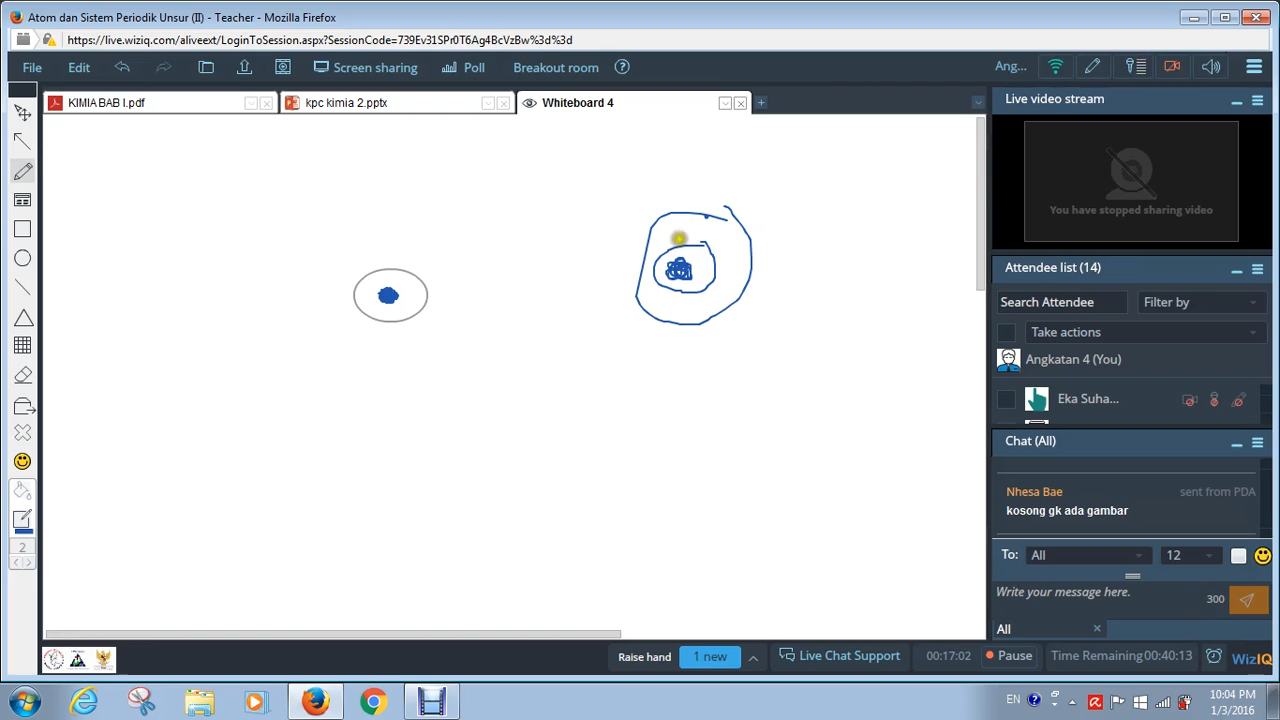 Atom dan Sistem Periodik Unsur (II) - Teacher - Mozilla Firefox
https://live.wiziq.com/aliveext/LoginToSession.aspx?SessionCode=739Ev31SPr0T6Ag4BcVzBw%3d%3d
File Edit Screen sharing Poll Breakout room ? Ang...
KIMIA BAB I.pdf kpc kimia 2.pptx Whiteboard 4
Live video stream
You have stopped sharing video
Attendee list (14)
Search Attendee Filter by
Take actions
Angkatan 4 (You)
Eka Suha...
Chat (All)
Nhesa Bae sent from PDA
kosong gk ada gambar
To: All 12
Write your message here.
300
All
2
Raise hand 1 new Live Chat Support 00:17:02 Pause Time Remaining 00:40:13 WizIQ
EN 10:04 PM
1/3/2016